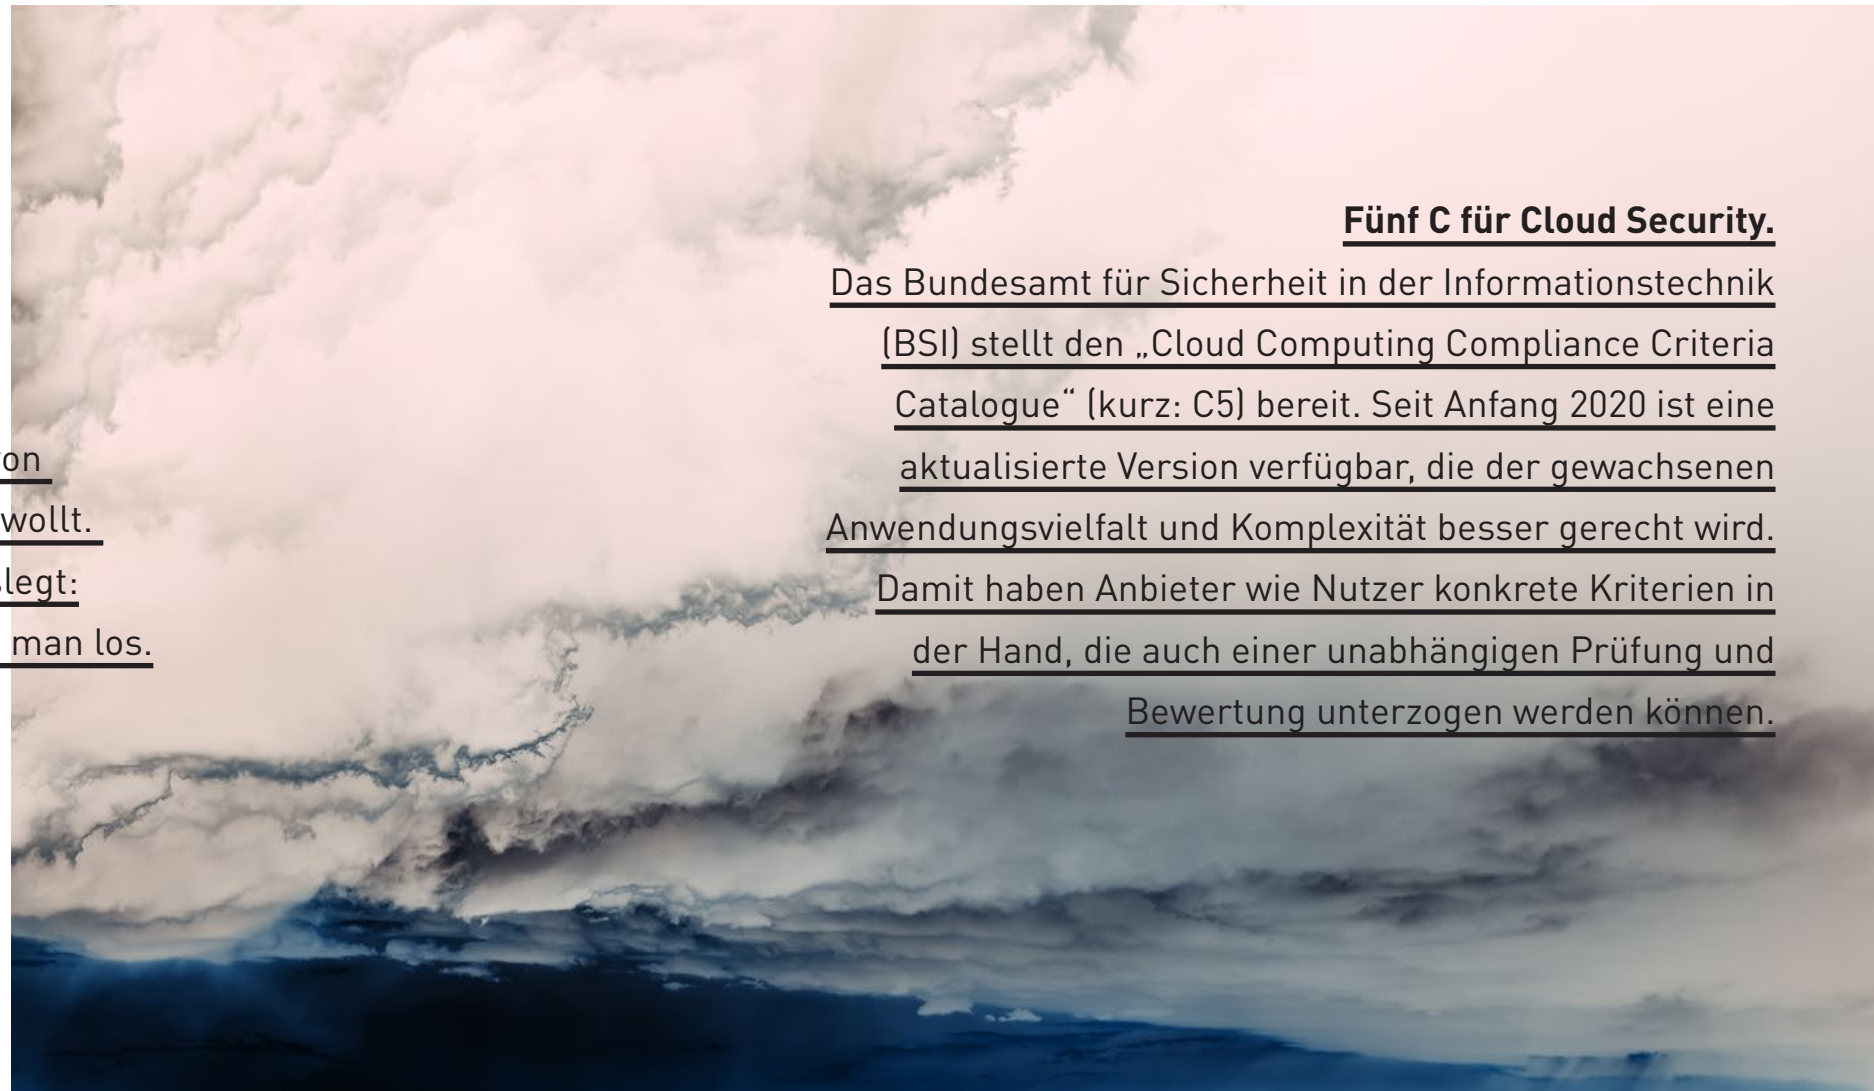 wollt.
man los.
Fünf C für Cloud Security.
Das Bundesamt für Sicherheit in der Informationstechnik
(BSI) stellt den „Cloud Computing Compliance Criteria
Catalogue“ (kurz: C5) bereit. Seit Anfang 2020 ist eine
aktualisierte Version verfügbar, die der gewachsenen
Anwendungsvielfalt und Komplexität besser gerecht wird.
Damit haben Anbieter wie Nutzer konkrete Kriterien in
der Hand, die auch einer unabhängigen Prüfung und
Bewertung unterzogen werden können.